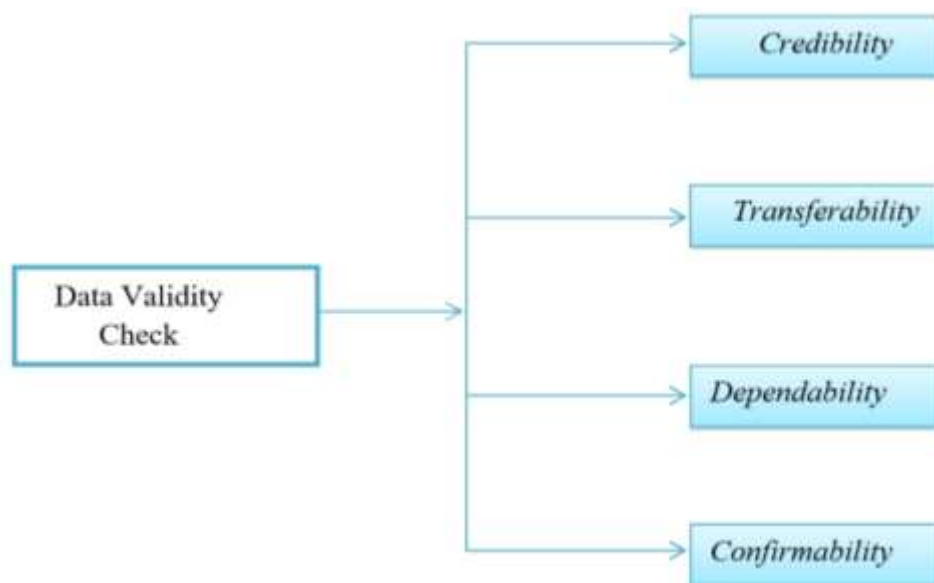 Credibility
Transferability
Data Validity
Check
Dependability
Confirmability